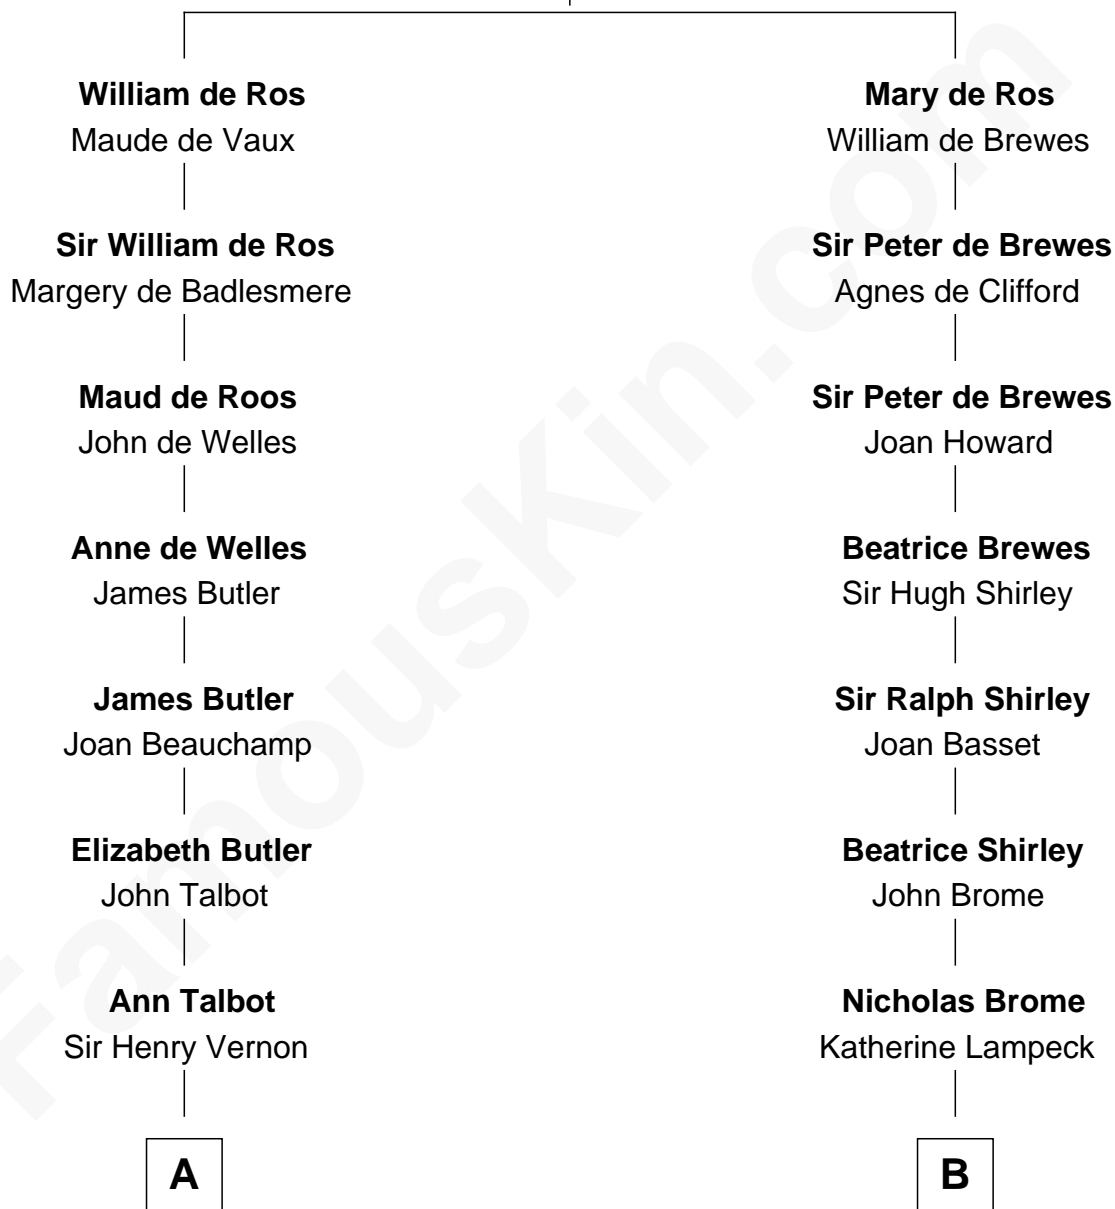 William de Ros
Maude de Vaux
Sir William de Ros
Margery de Badlesmere
Maud de Roos
John de Welles
Anne de Welles
James Butler
James Butler
Joan Beauchamp
Elizabeth Butler
John Talbot
Ann Talbot
Sir Henry Vernon
A
Mary de Ros
William de Brewes
Sir Peter de Brewes
Agnes de Clifford
Sir Peter de Brewes
Joan Howard
Beatrice Brewes
Sir Hugh Shirley
Sir Ralph Shirley
Joan Basset
Beatrice Shirley
John Brome
Nicholas Brome
Katherine Lampeck
B
FamousKin.com